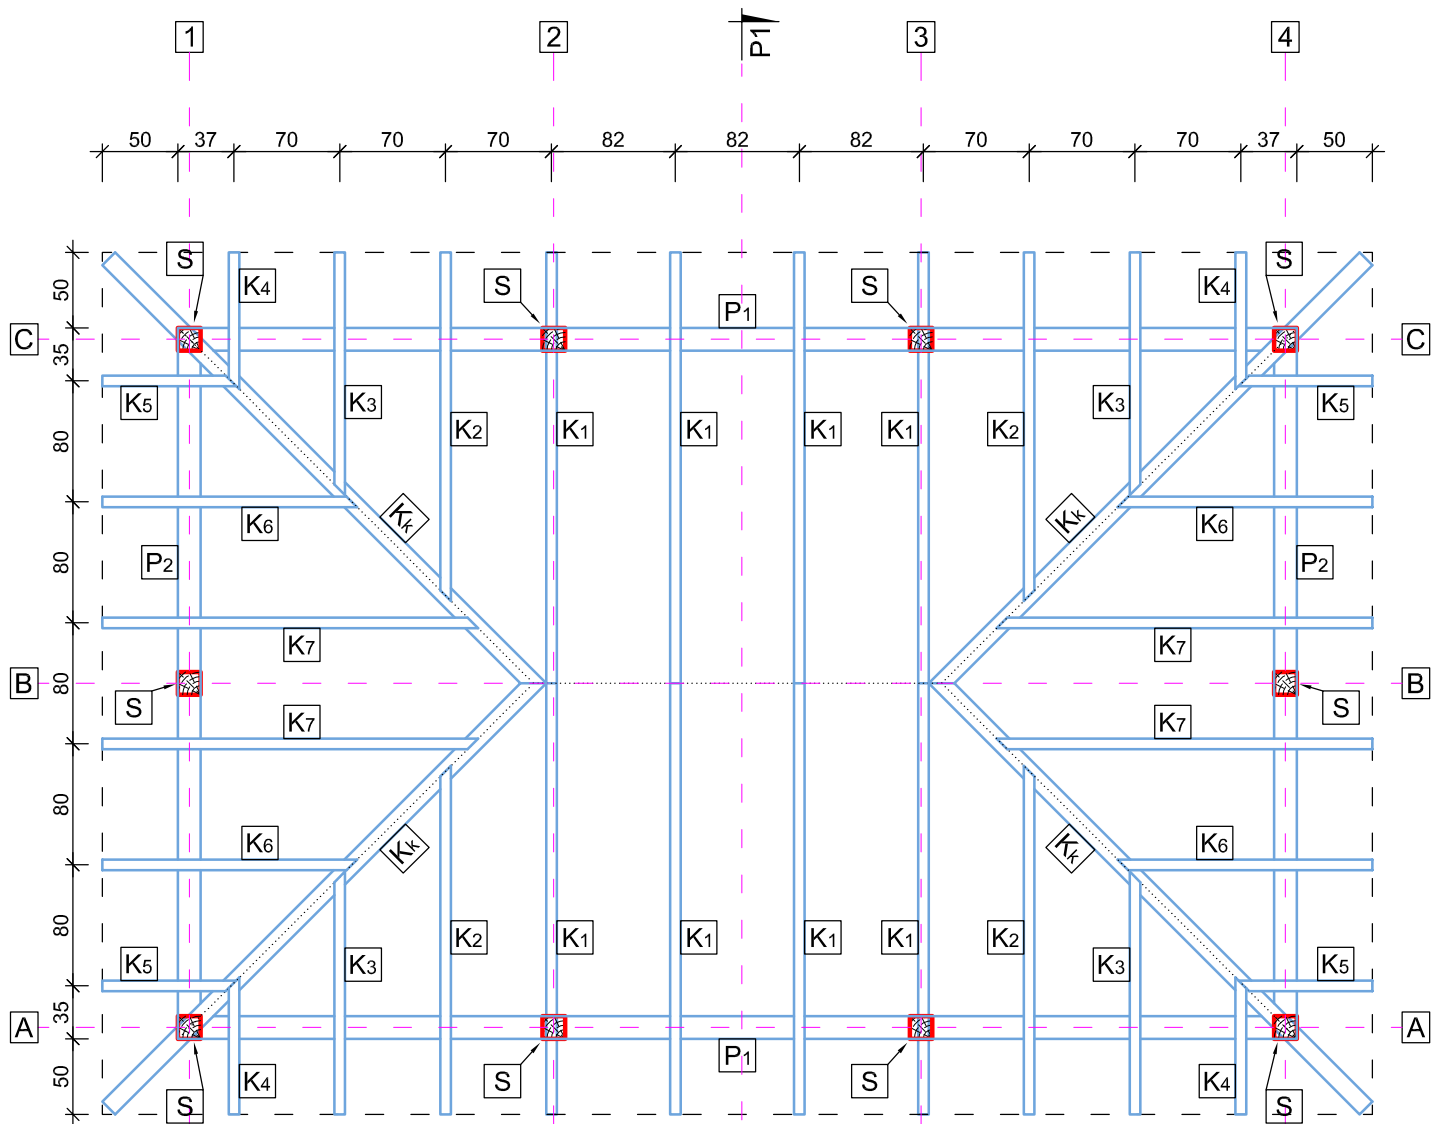 1 2 P1 3 4
50 37 70 70 70 82 82 82 70 70 70 37 50
S K4 S P1 S K4 S
50
C C
35
K5 K3 K2 K1 K1 K1 K1 K2 K3 K5
80
K6 Kk Kk K6
P2 P2
80
K7 K7
B 80 B
S S
K7 K7
80
K6 Kk Kk K6
80
K5 K3 K2 K1 K1 K1 K1 K2 K3 K5
35
A A
P1
50
K4 S S K4
S S